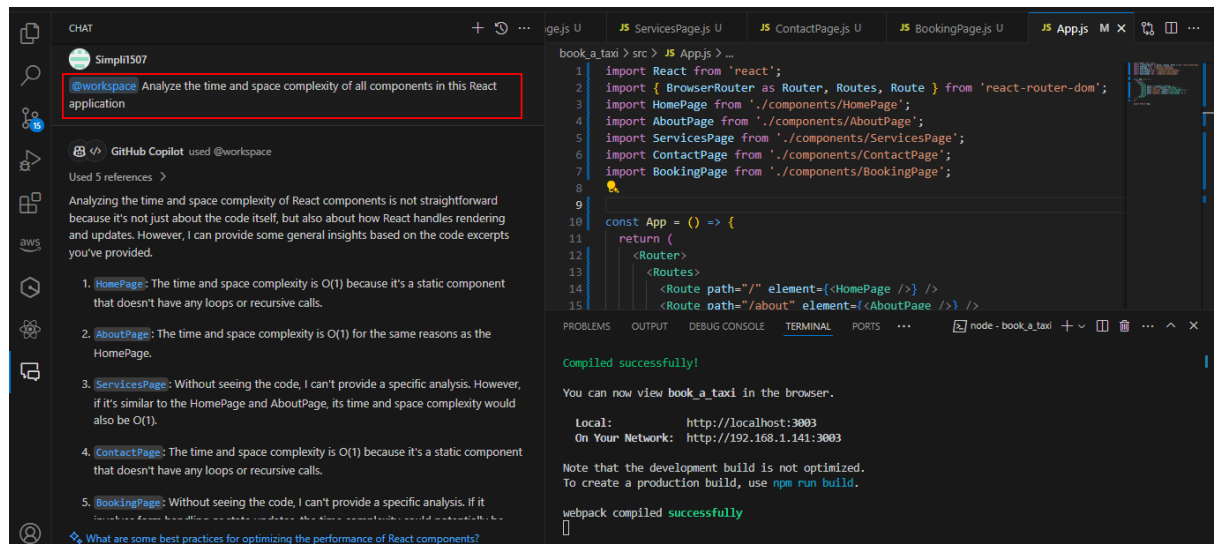 CHAT
Simpli1507
@workspace Analyze the time and space complexity of all components in this React
application
15
GitHub Copilot used @workspace
Used 5 references >
Analyzing the time and space complexity of React components is not straightforward
because it's not just about the code itself, but also about how React handles rendering
and updates. However, I can provide some general insights based on the code excerpts
you've provided.
aws
1. HomePage: The time and space complexity is O(1) because it's a static component
that doesn't have any loops or recursive calls.
2. AboutPage: The time and space complexity is O(1) for the same reasons as the
HomePage.
3. ServicesPage: Without seeing the code, I can't provide a specific analysis. However,
if it's similar to the HomePage and AboutPage, its time and space complexity would
also be O(1).
4. ContactPage: The time and space complexity is O(1) because it's a static component
that doesn't have any loops or recursive calls.
5. BookingPage: Without seeing the code, I can't provide a specific analysis. If it
What are some best practices for optimizing the performance of React components?
ge.js U JS ServicesPage.js U JS ContactPage.js U JS BookingPage.js U JS App.js M ×
book_a_taxi > src > JS App.js > ...
1 import React from 'react';
2 import { BrowserRouter as Router, Routes, Route } from 'react-router-dom';
3 import HomePage from './components/HomePage';
4 import AboutPage from './components/AboutPage';
5 import ServicesPage from './components/ServicesPage';
6 import ContactPage from './components/ContactPage';
7 import BookingPage from './components/BookingPage';
8
9
10 const App = () => {
11 return (
12 <Router>
13 <Routes>
14 <Route path="/" element={<HomePage />} />
15 <Route path="/about" element={<AboutPage />} />
PROBLEMS OUTPUT DEBUG CONSOLE TERMINAL PORTS ... node - book_a_taxi
Compiled successfully!
You can now view book_a_taxi in the browser.
Local: http://localhost:3003
On Your Network: http://192.168.1.141:3003
Note that the development build is not optimized.
To create a production build, use npm run build.
webpack compiled successfully